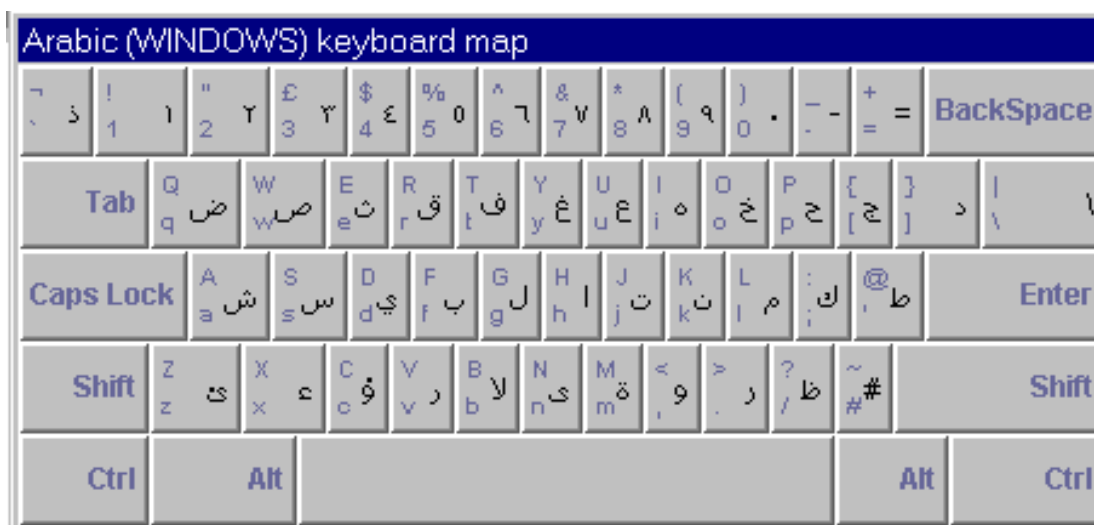 Arabic (WINDOWS) keyboard map
¬ ` ذ ! 1 ١ " 2 ٢ £ 3 ٣ $ 4 ٤ % 5 ٥ ^ 6 ٦ & 7 ٧ * 8 ٨ ( 9 ٩ ) 0 ٠ _ - - + = = BackSpace
Tab Q q ض W w ص E e ث R r ق T t ف Y y غ U u ع I i ه O o خ P p ح { [ ج } ] د | \ \
Caps Lock A a ش S s س D d ي F f ب G g ل H h ا J j ت K k ن L l م : ; ك @ ' ط Enter
Shift Z z ئ X x ء C c ؤ V v ر B b لا N n ى M m ة < , و > . ز ? / ظ ~ # # Shift
Ctrl Alt Alt Ctrl